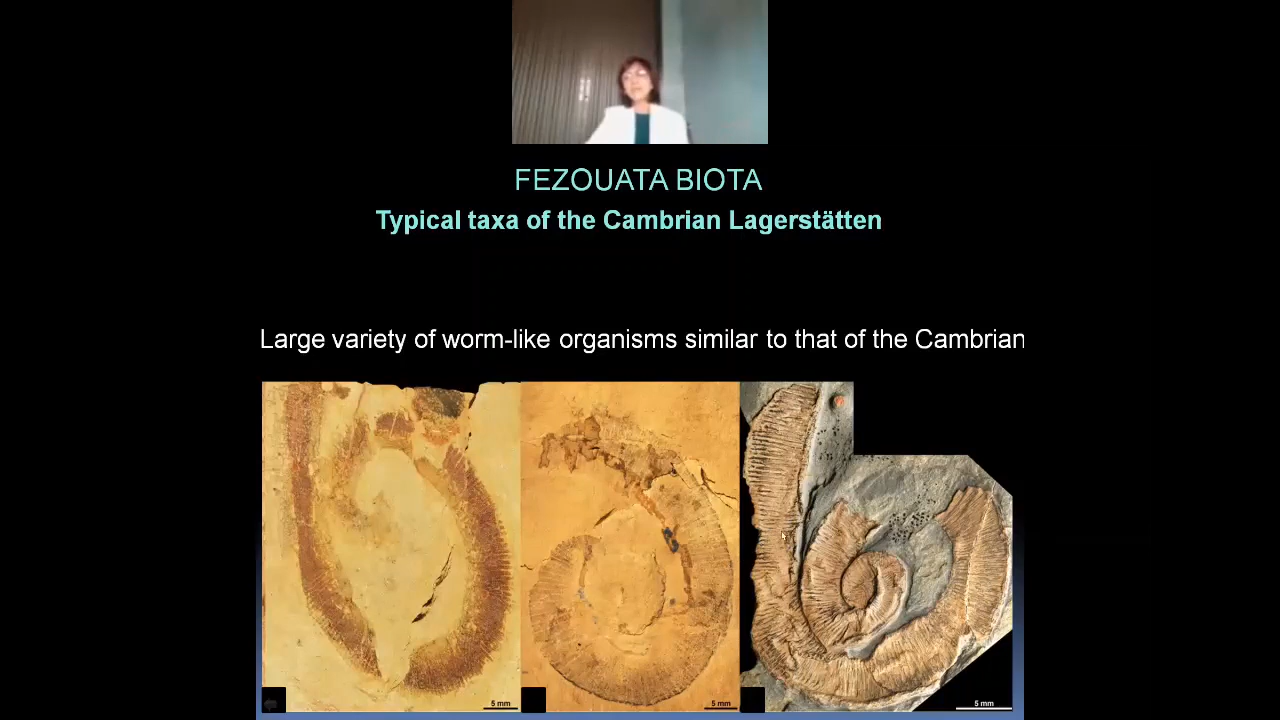 FEZOUATA BIOTA
Typical taxa of the Cambrian Lagerstätten
Large variety of worm-like organisms similar to that of the Cambrian
5 mm
5 mm
5 mm